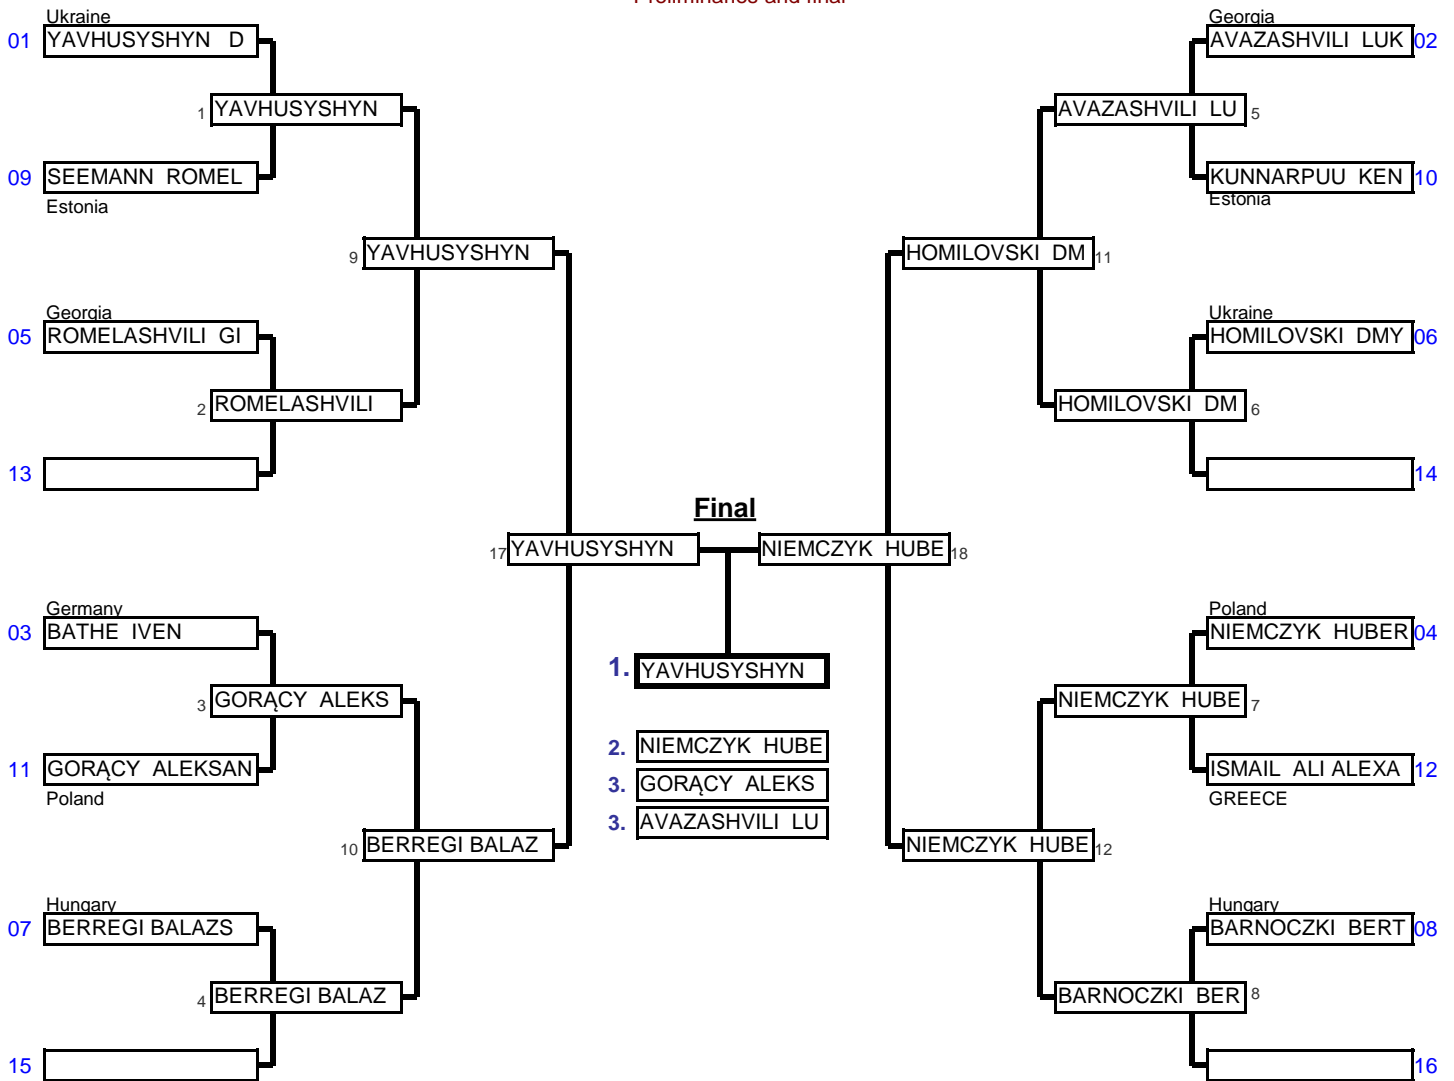 Preliminaries and final
Ukraine
01 YAVHUSYSHYN D
1 YAVHUSYSHYN
09 SEEMANN ROMEL
Estonia
9 YAVHUSYSHYN
Georgia
05 ROMELASHVILI GI
2 ROMELASHVILI
13
17 YAVHUSYSHYN
Germany
03 BATHE IVEN
3 GORĄCY ALEKS
11 GORĄCY ALEKSAN
Poland
10 BERREGI BALAZ
Hungary
07 BERREGI BALAZS
4 BERREGI BALAZ
15
Final
1. YAVHUSYSHYN
2. NIEMCZYK HUBE
3. GORĄCY ALEKS
3. AVAZASHVILI LU
Georgia
AVAZASHVILI LUK 02
AVAZASHVILI LU 5
KUNNARPUU KEN 10
Estonia
HOMILOVSKI DM 11
Ukraine
HOMILOVSKI DMY 06
HOMILOVSKI DM 6
14
NIEMCZYK HUBE 18
Poland
NIEMCZYK HUBER 04
NIEMCZYK HUBE 7
ISMAIL ALI ALEXA 12
GREECE
NIEMCZYK HUBE 12
Hungary
BARNOCZKI BERT 08
BARNOCZKI BER 8
16